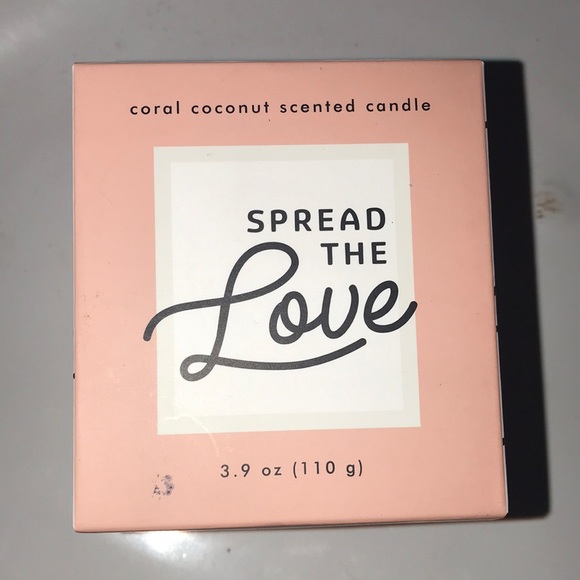 coral coconut scented candle
SPREAD
THE
Love
3.9 oz (110 g)